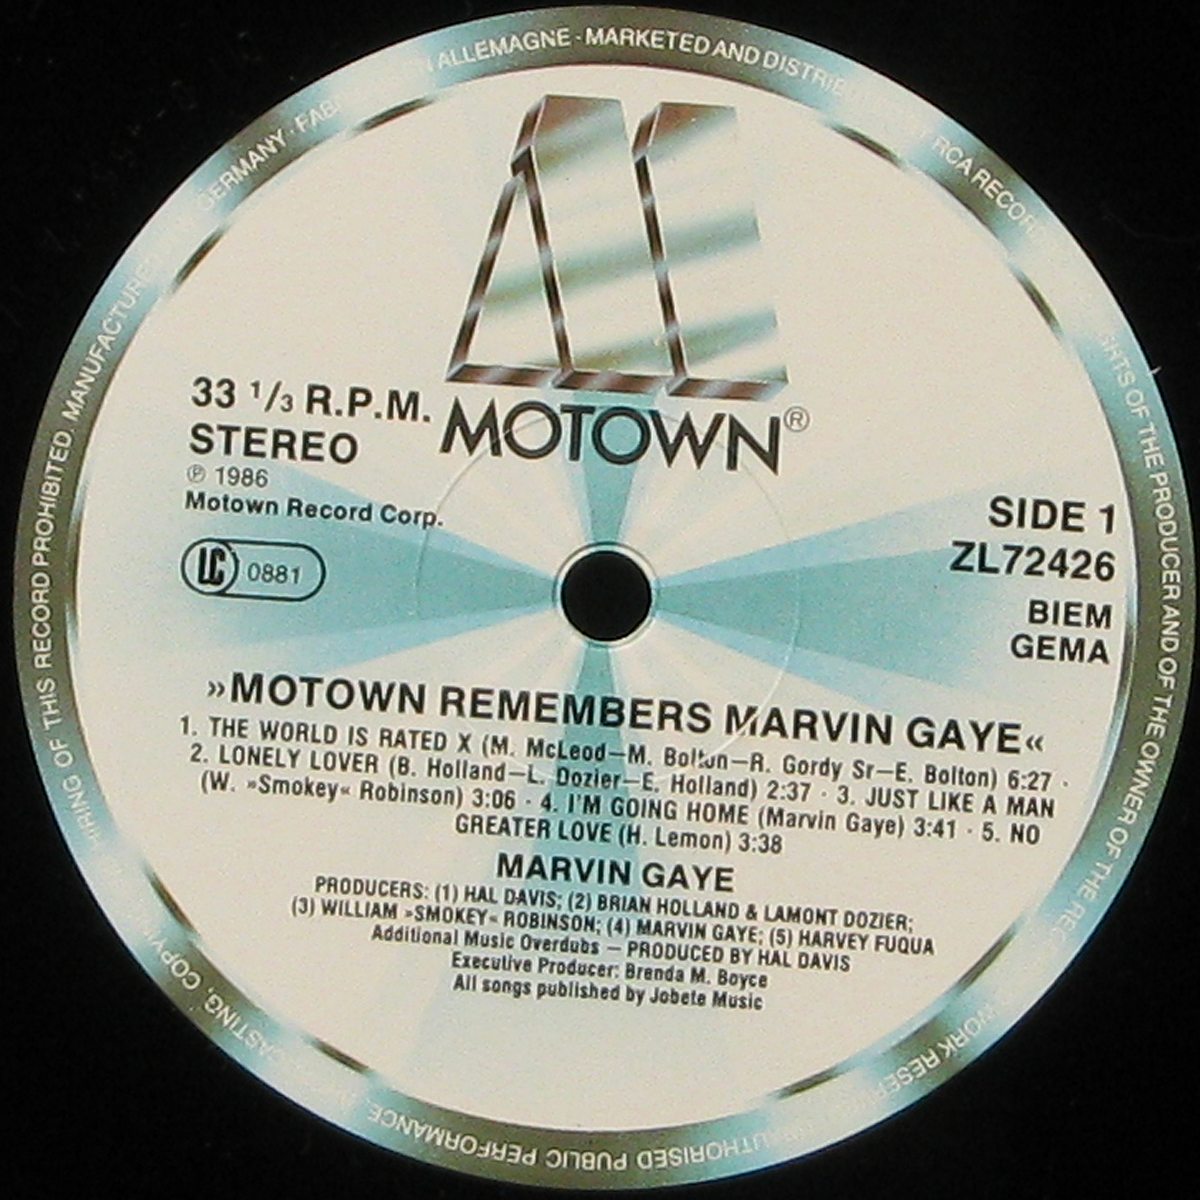 MOTOWN®
33 1/3 R.P.M.
STEREO
℗ 1986
Motown Record Corp.
LC 0881
SIDE 1
ZL72426
BIEM
GEMA
»MOTOWN REMEMBERS MARVIN GAYE«
1. THE WORLD IS RATED X (M. McLeod–M. Bolton–R. Gordy Sr–E. Bolton) 6:27 ·
2. LONELY LOVER (B. Holland–L. Dozier–E. Holland) 2:37 · 3. JUST LIKE A MAN
(W. »Smokey« Robinson) 3:06 · 4. I'M GOING HOME (Marvin Gaye) 3:41 · 5. NO
GREATER LOVE (H. Lemon) 3:38
MARVIN GAYE
PRODUCERS: (1) HAL DAVIS; (2) BRIAN HOLLAND & LAMONT DOZIER;
(3) WILLIAM »SMOKEY« ROBINSON; (4) MARVIN GAYE; (5) HARVEY FUQUA
Additional Music Overdubs – PRODUCED BY HAL DAVIS
Executive Producer: Brenda M. Boyce
All songs published by Jobete Music
GERMANY · ALLEMAGNE · MARKETED AND RCA OF THE PRODUCER AND OF THE OWNER OF THE WORK PUBLIC PERFORMANCE, OF THIS RECORD PROHIBITED.